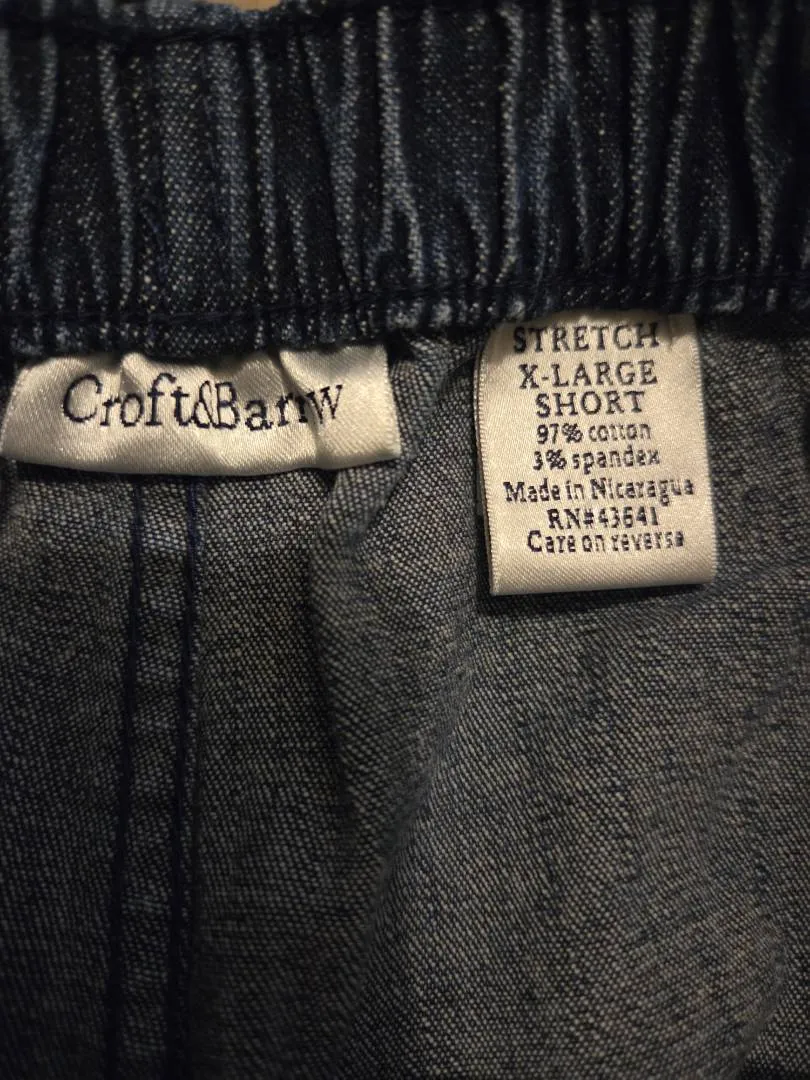 Croft&Barrow
STRETCH
X-LARGE
SHORT
97% cotton
3% spandex
Made in Nicaragua
RN#43641
Care on reverse